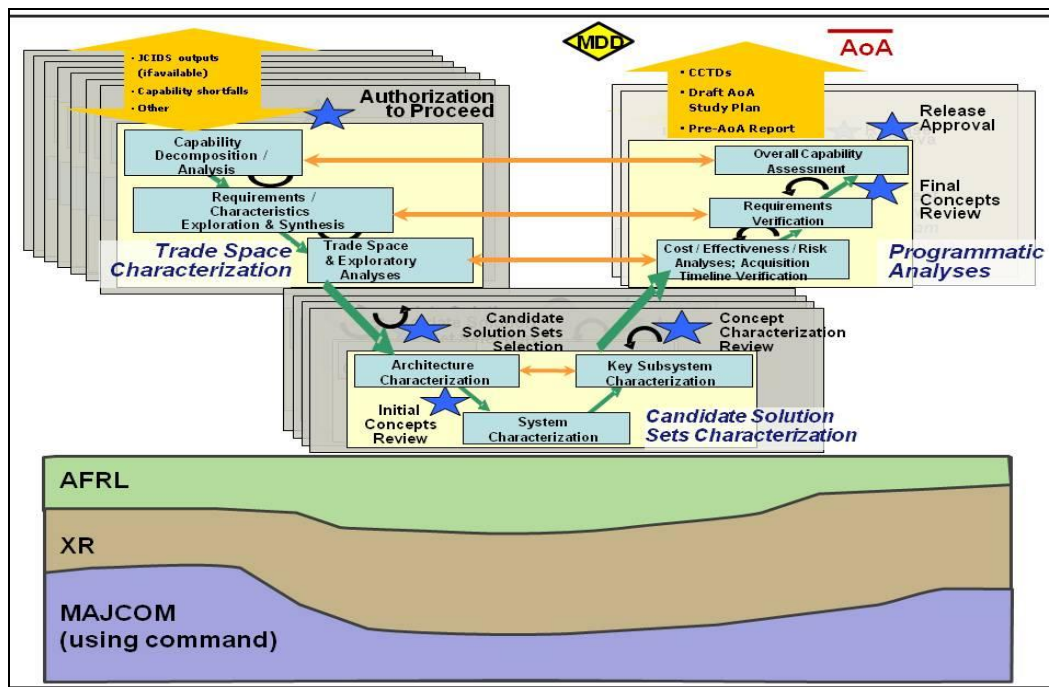 MDD
AoA
• JCIDS outputs
(if available)
• Capability shortfalls
• Other
• CCTDs
• Draft AoA
Study Plan
• Pre-AoA Report
Authorization
to Proceed
Release
Approval
Capability
Decomposition /
Analysis
Overall Capability
Assessment
Final
Concepts
Review
Requirements /
Characteristics
Exploration & Synthesis
Requirements
Verification
Trade Space
Characterization
Trade Space
& Exploratory
Analyses
Cost / Effectiveness / Risk
Analyses; Acquisition
Timeline Verification
Programmatic
Analyses
Candidate
Solution Sets
Selection
Concept
Characterization
Review
Architecture
Characterization
Key Subsystem
Characterization
Initial
Concepts
Review
System
Characterization
Candidate Solution
Sets Characterization
AFRL
XR
MAJCOM
(using command)